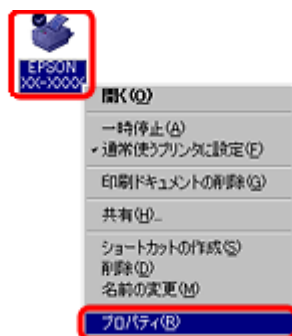 EPSON
XX-XXXX
開く(O)
一時停止(A)
通常使うプリンタに設定(F)
印刷ドキュメントの削除(G)
共有(H)...
ショートカットの作成(S)
削除(D)
名前の変更(M)
プロパティ(R)